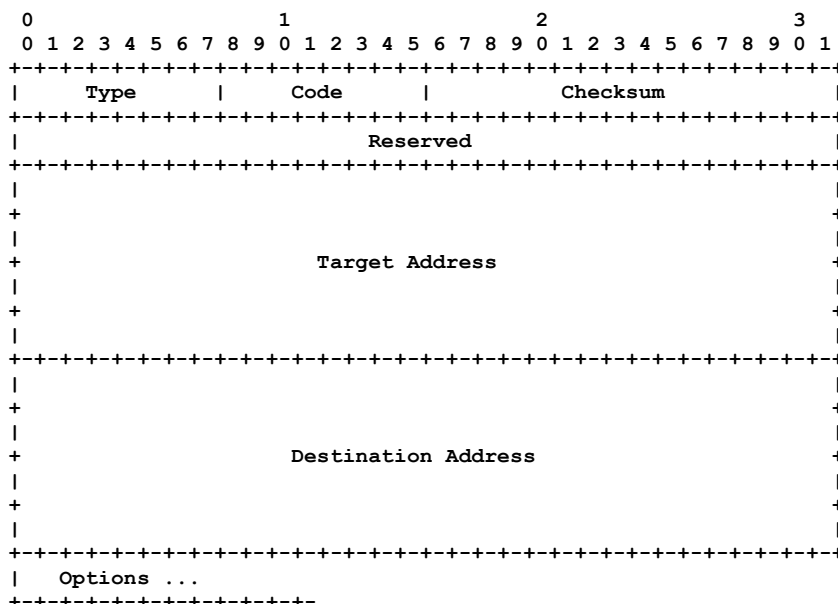 0                   1                   2                   3
0 1 2 3 4 5 6 7 8 9 0 1 2 3 4 5 6 7 8 9 0 1 2 3 4 5 6 7 8 9 0 1
+-+-+-+-+-+-+-+-+-+-+-+-+-+-+-+-+-+-+-+-+-+-+-+-+-+-+-+-+-+-+-+-+
| Type | Code | Checksum |
+-+-+-+-+-+-+-+-+-+-+-+-+-+-+-+-+-+-+-+-+-+-+-+-+-+-+-+-+-+-+-+-+
| Reserved |
+-+-+-+-+-+-+-+-+-+-+-+-+-+-+-+-+-+-+-+-+-+-+-+-+-+-+-+-+-+-+-+-+
| |
+ +
| |
+ Target Address +
| |
+ +
| |
+-+-+-+-+-+-+-+-+-+-+-+-+-+-+-+-+-+-+-+-+-+-+-+-+-+-+-+-+-+-+-+-+
| |
+ +
| |
+ Destination Address +
| |
+ +
| |
+-+-+-+-+-+-+-+-+-+-+-+-+-+-+-+-+-+-+-+-+-+-+-+-+-+-+-+-+-+-+-+-+
| Options ...
+-+-+-+-+-+-+-+-+-+-+-+-